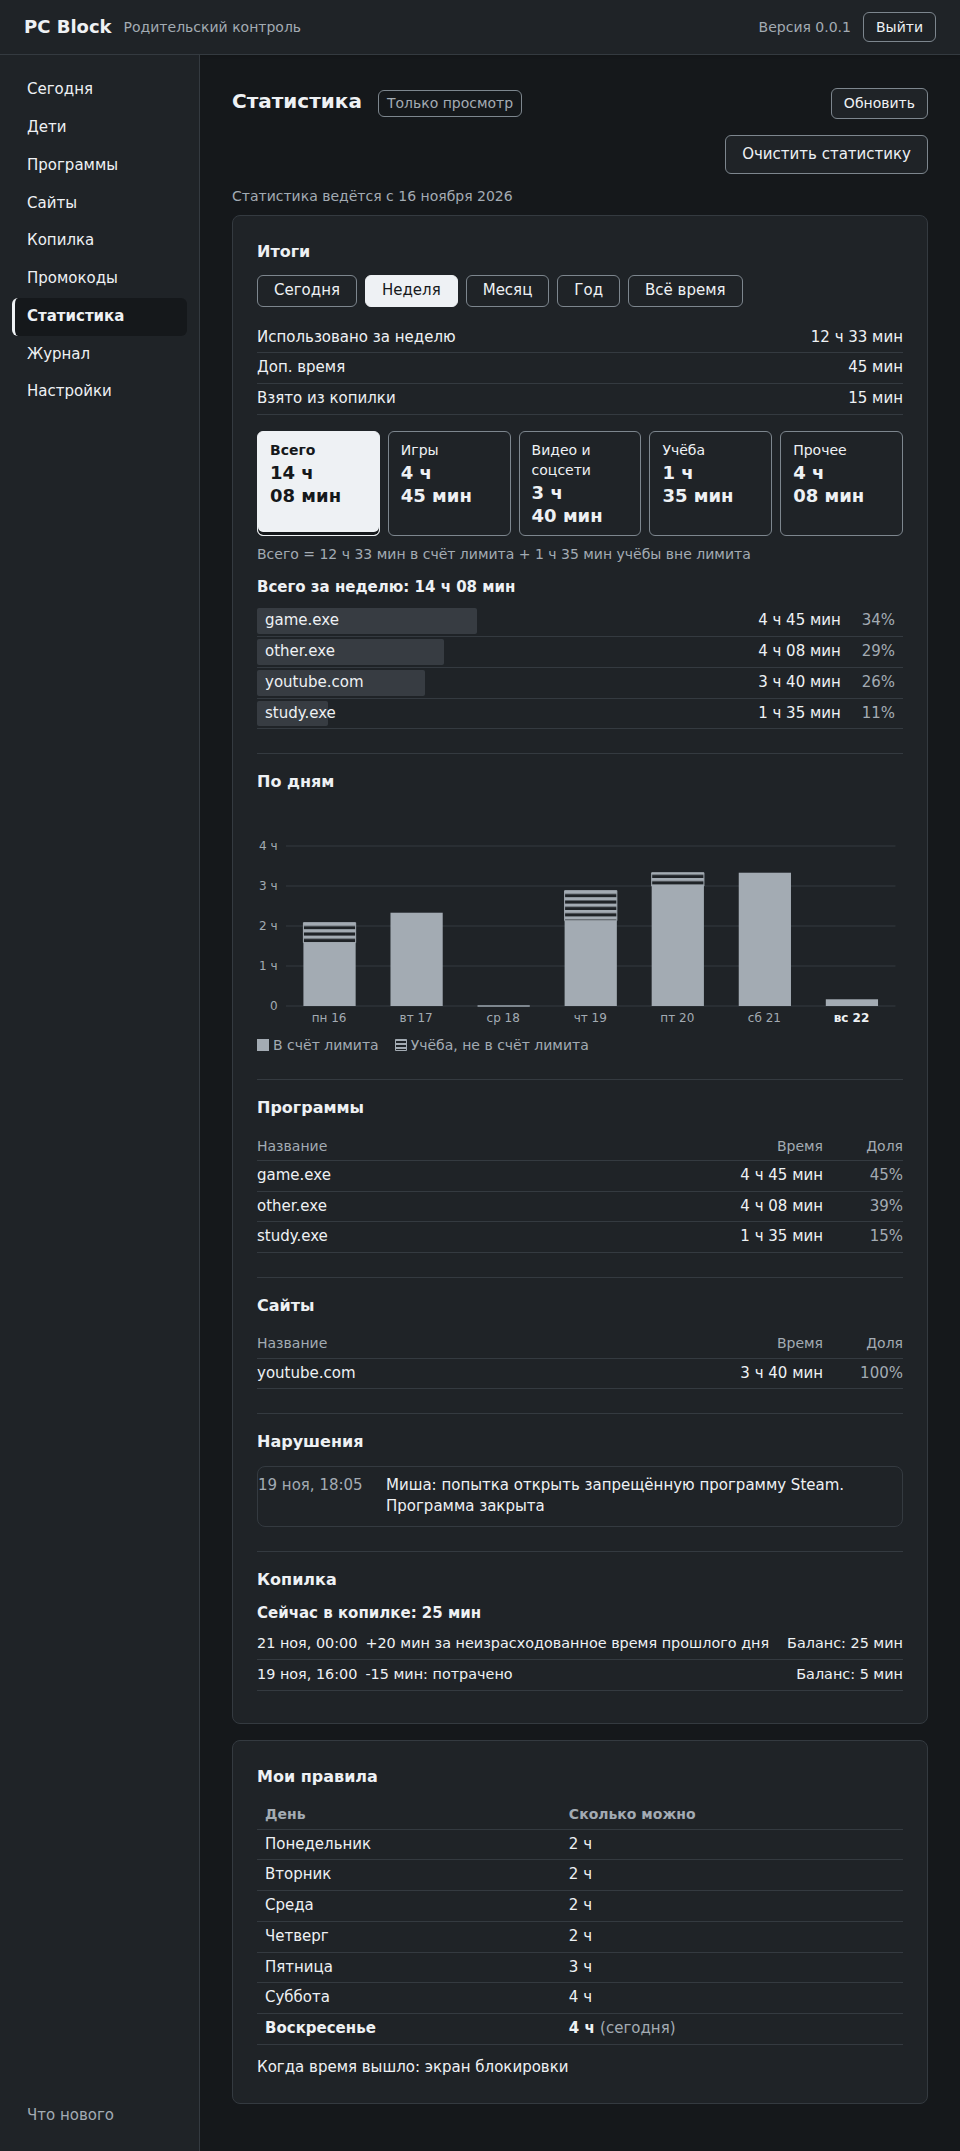 PC Block Родительский контроль Версия 0.0.1 Выйти
Сегодня
Дети
Программы
Сайты
Копилка
Промокоды
Статистика
Журнал
Настройки
Что нового
Статистика Только просмотр Обновить
Очистить статистику
Статистика ведётся с 16 ноября 2026
Итоги
Сегодня Неделя Месяц Год Всё время
Использовано за неделю 12 ч 33 мин
Доп. время 45 мин
Взято из копилки 15 мин
Всего
14 ч
08 мин
Игры
4 ч
45 мин
Видео и
соцсети
3 ч
40 мин
Учёба
1 ч
35 мин
Прочее
4 ч
08 мин
Всего = 12 ч 33 мин в счёт лимита + 1 ч 35 мин учёбы вне лимита
Всего за неделю: 14 ч 08 мин
game.exe 4 ч 45 мин 34%
other.exe 4 ч 08 мин 29%
youtube.com 3 ч 40 мин 26%
study.exe 1 ч 35 мин 11%
По дням
4 ч
3 ч
2 ч
1 ч
0
пн 16 вт 17 ср 18 чт 19 пт 20 сб 21 вс 22
В счёт лимита Учёба, не в счёт лимита
Программы
Название Время Доля
game.exe 4 ч 45 мин 45%
other.exe 4 ч 08 мин 39%
study.exe 1 ч 35 мин 15%
Сайты
Название Время Доля
youtube.com 3 ч 40 мин 100%
Нарушения
19 ноя, 18:05 Миша: попытка открыть запрещённую программу Steam.
Программа закрыта
Копилка
Сейчас в копилке: 25 мин
21 ноя, 00:00 +20 мин за неизрасходованное время прошлого дня Баланс: 25 мин
19 ноя, 16:00 -15 мин: потрачено Баланс: 5 мин
Мои правила
День Сколько можно
Понедельник 2 ч
Вторник 2 ч
Среда 2 ч
Четверг 2 ч
Пятница 3 ч
Суббота 4 ч
Воскресенье 4 ч (сегодня)
Когда время вышло: экран блокировки